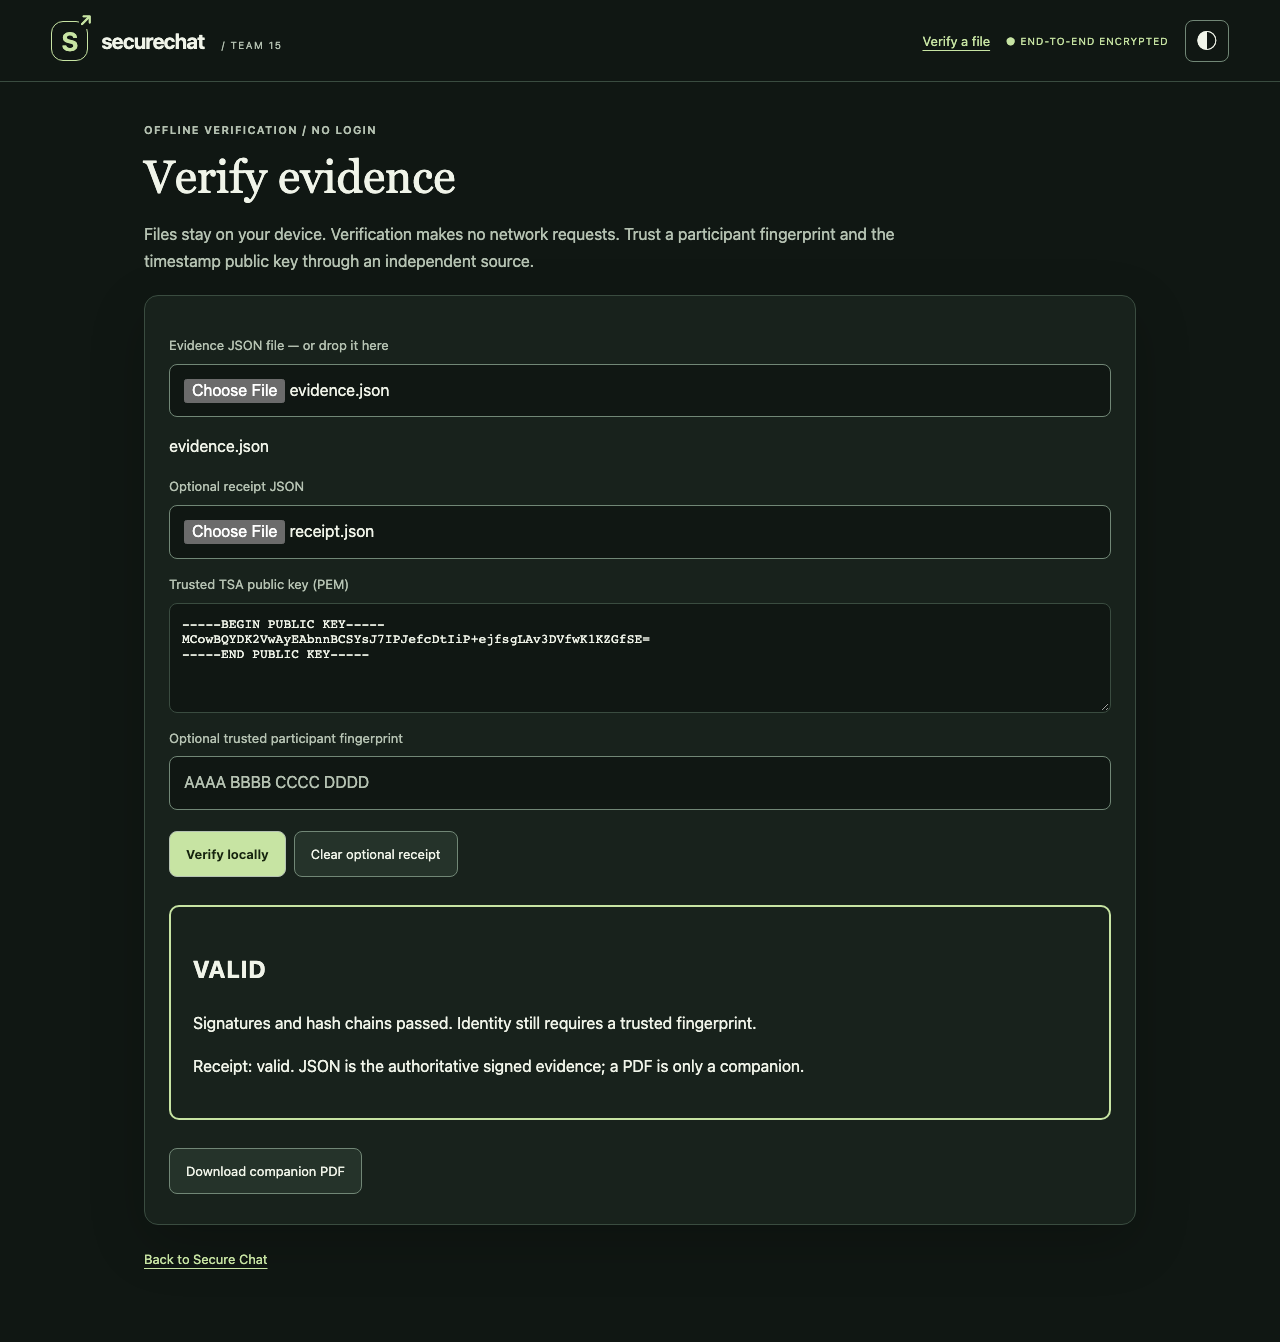 S securechat / TEAM 15
Verify a file
END-TO-END ENCRYPTED
OFFLINE VERIFICATION / NO LOGIN
Verify evidence
Files stay on your device. Verification makes no network requests. Trust a participant fingerprint and the
timestamp public key through an independent source.
Evidence JSON file — or drop it here
Choose File evidence.json
evidence.json
Optional receipt JSON
Choose File receipt.json
Trusted TSA public key (PEM)
-----BEGIN PUBLIC KEY-----
MCowBQYDK2VwAyEAbnnBCSYsJ7IPJefcDtIiP+ejfsgLAv3DVfwK1KZGfSE=
-----END PUBLIC KEY-----
Optional trusted participant fingerprint
AAAA BBBB CCCC DDDD
Verify locally
Clear optional receipt
VALID
Signatures and hash chains passed. Identity still requires a trusted fingerprint.
Receipt: valid. JSON is the authoritative signed evidence; a PDF is only a companion.
Download companion PDF
Back to Secure Chat